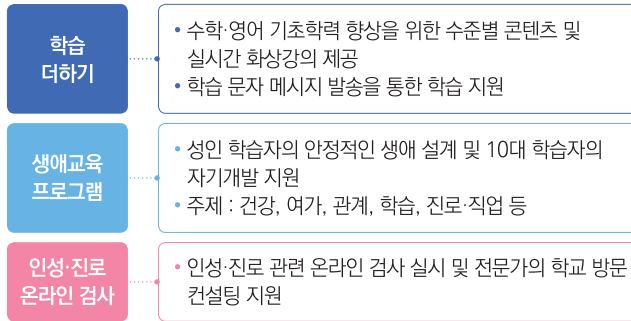 학습
더하기
• 수학·영어 기초학력 향상을 위한 수준별 콘텐츠 및
실시간 화상강의 제공
• 학습 문자 메시지 발송을 통한 학습 지원
생애교육
프로그램
• 성인 학습자의 안정적인 생애 설계 및 10대 학습자의
자기개발 지원
• 주제 : 건강, 여가, 관계, 학습, 진로·직업 등
인성·진로
온라인 검사
• 인성·진로 관련 온라인 검사 실시 및 전문가의 학교 방문
컨설팅 지원